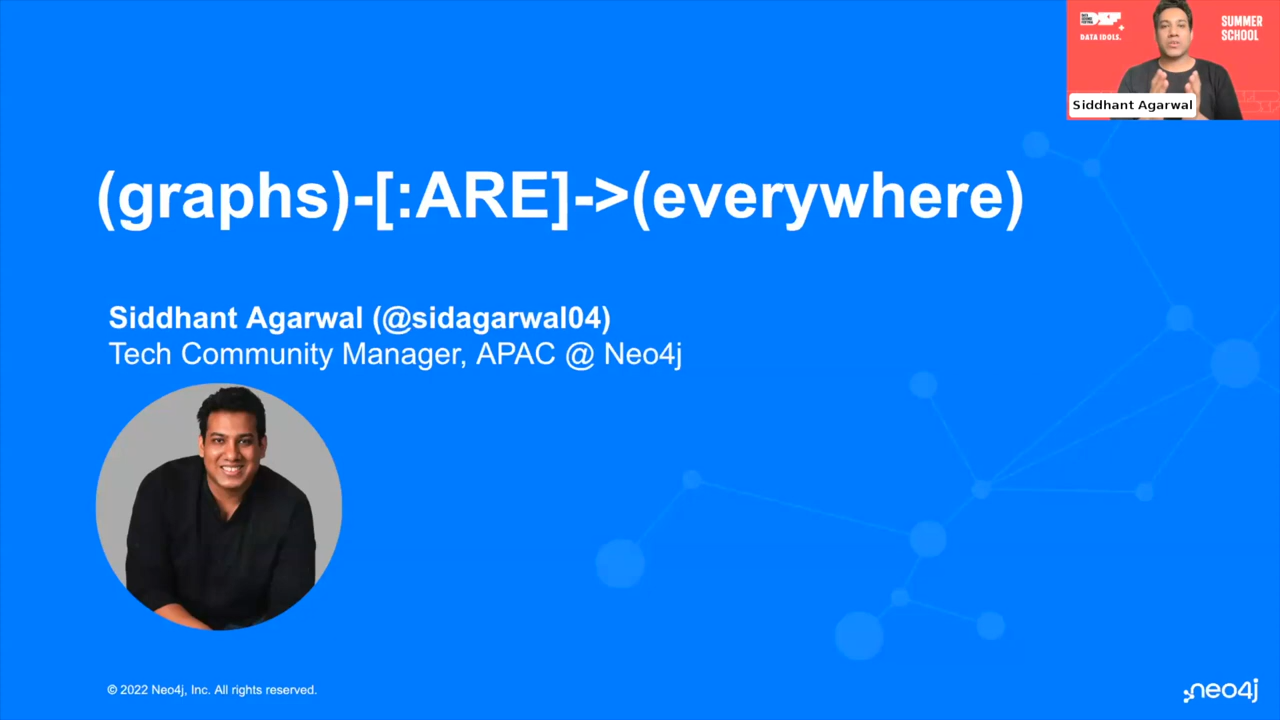 DATA IDOLS.
SUMMER
SCHOOL
Siddhant Agarwal
(graphs)-[:ARE]->(everywhere)
Siddhant Agarwal (@sidagarwal04)
Tech Community Manager, APAC @ Neo4j
© 2022 Neo4j, Inc. All rights reserved.
neo4j